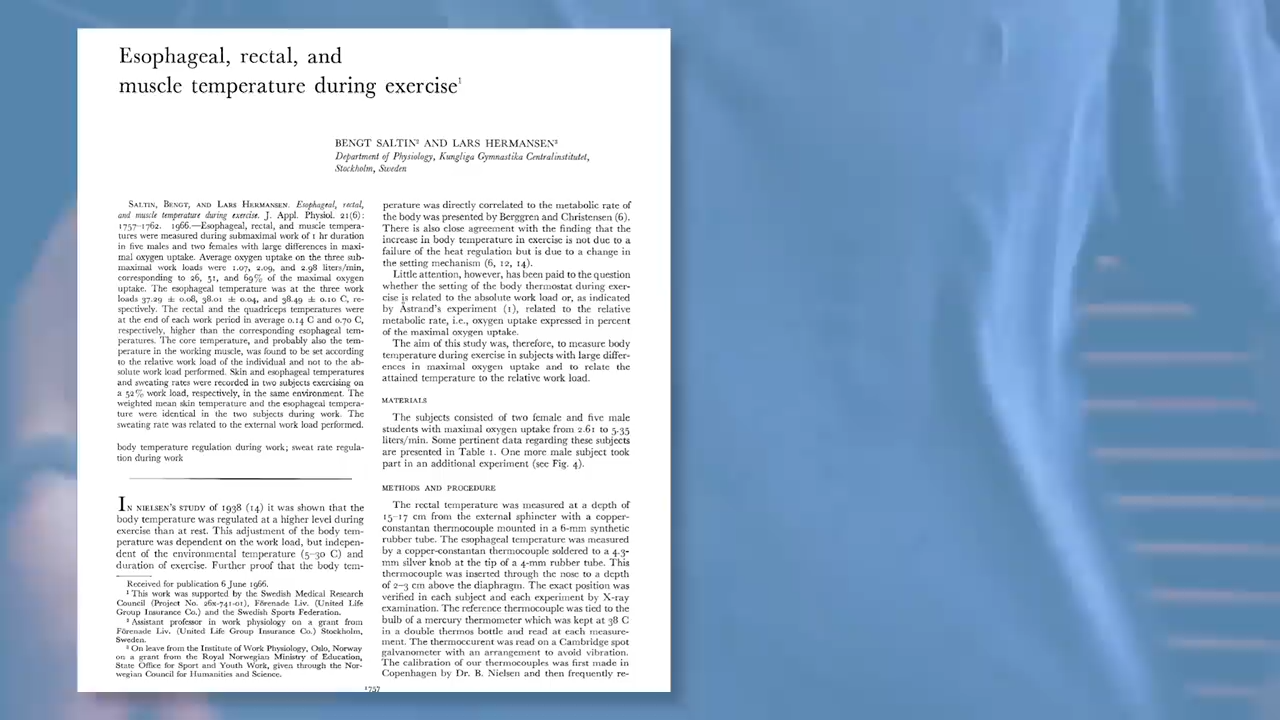 Esophageal, rectal, and
muscle temperature during exercise¹
BENGT SALTIN² AND LARS HERMANSEN³
Department of Physiology, Kungliga Gymnastika Centralinstitutet,
Stockholm, Sweden
SALTIN, BENGT, AND LARS HERMANSEN. Esophageal, rectal,
and muscle temperature during exercise. J. Appl. Physiol. 21(6):
1757-1762. 1966.—Esophageal, rectal, and muscle tempera-
tures were measured during submaximal work of 1 hr duration
in five males and two females with large differences in maxi-
mal oxygen uptake. Average oxygen uptake on the three sub-
maximal work loads were 1.07, 2.09, and 2.98 liters/min,
corresponding to 26, 51, and 69% of the maximal oxygen
uptake. The esophageal temperature was at the three work
loads 37.29 ± 0.08, 38.01 ± 0.04, and 38.49 ± 0.10 C, re-
spectively. The rectal and the quadriceps temperatures were
at the end of each work period in average 0.14 C and 0.70 C,
respectively, higher than the corresponding esophageal tem-
peratures. The core temperature, and probably also the tem-
perature in the working muscle, was found to be set according
to the relative work load of the individual and not to the ab-
solute work load performed. Skin and esophageal temperatures
and sweating rates were recorded in two subjects exercising on
a 52% work load, respectively, in the same environment. The
weighted mean skin temperature and the esophageal tempera-
ture were identical in the two subjects during work. The
sweating rate was related to the external work load performed.
body temperature regulation during work; sweat rate regula-
tion during work
IN NIELSEN'S STUDY of 1938 (14) it was shown that the
body temperature was regulated at a higher level during
exercise than at rest. This adjustment of the body tem-
perature was dependent on the work load, but indepen-
dent of the environmental temperature (5-30 C) and
duration of exercise. Further proof that the body tem-
Received for publication 6 June 1966.
¹ This work was supported by the Swedish Medical Research
Council (Project No. 26x-741-01), Förenade Liv. (United Life
Group Insurance Co.) and the Swedish Sports Federation.
² Assistant professor in work physiology on a grant from
Förenade Liv. (United Life Group Insurance Co.) Stockholm,
Sweden.
³ On leave from the Institute of Work Physiology, Oslo, Norway
on a grant from the Royal Norwegian Ministry of Education,
State Office for Sport and Youth Work, given through the Nor-
wegian Council for Humanities and Science.
perature was directly correlated to the metabolic rate of
the body was presented by Berggren and Christensen (6).
There is also close agreement with the finding that the
increase in body temperature in exercise is not due to a
failure of the heat regulation but is due to a change in
the setting mechanism (6, 12, 14).
Little attention, however, has been paid to the question
whether the setting of the body thermostat during exer-
cise is related to the absolute work load or, as indicated
by Åstrand's experiment (1), related to the relative
metabolic rate, i.e., oxygen uptake expressed in percent
of the maximal oxygen uptake.
The aim of this study was, therefore, to measure body
temperature during exercise in subjects with large differ-
ences in maximal oxygen uptake and to relate the
attained temperature to the relative work load.
MATERIALS
The subjects consisted of two female and five male
students with maximal oxygen uptake from 2.61 to 5.35
liters/min. Some pertinent data regarding these subjects
are presented in Table 1. One more male subject took
part in an additional experiment (see Fig. 4).
METHODS AND PROCEDURE
The rectal temperature was measured at a depth of
15-17 cm from the external sphincter with a copper-
constantan thermocouple mounted in a 6-mm synthetic
rubber tube. The esophageal temperature was measured
by a copper-constantan thermocouple soldered to a 4.3-
mm silver knob at the tip of a 4-mm rubber tube. This
thermocouple was inserted through the nose to a depth
of 2-3 cm above the diaphragm. The exact position was
verified in each subject and each experiment by X-ray
examination. The reference thermocouple was tied to the
bulb of a mercury thermometer which was kept at 38 C
in a double thermos bottle and read at each measure-
ment. The thermocurrent was read on a Cambridge spot
galvanometer with an arrangement to avoid vibration.
The calibration of our thermocouples was first made in
Copenhagen by Dr. B. Nielsen and then frequently re-
1757